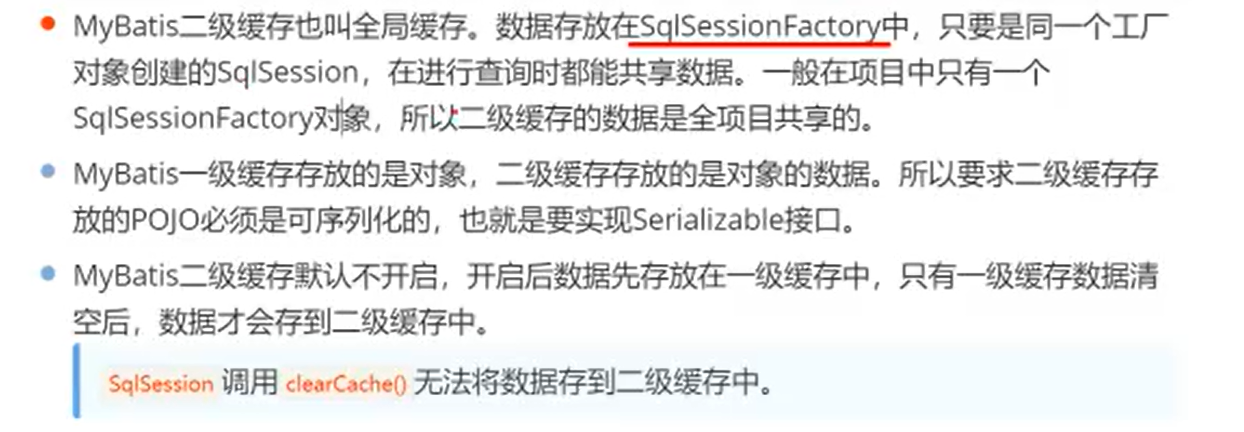 MyBatis二级缓存也叫全局缓存。数据存放在SqlSessionFactory中，只要是同一个工厂
对象创建的SqlSession，在进行查询时都能共享数据。一般在项目中只有一个
SqlSessionFactory对象，所以二级缓存的数据是全项目共享的。
MyBatis一级缓存存放的是对象，二级缓存存放的是对象的数据。所以要求二级缓存存
放的POJO必须是可序列化的，也就是要实现Serializable接口。
MyBatis二级缓存默认不开启，开启后数据先存放在一级缓存中，只有一级缓存数据清
空后，数据才会存到二级缓存中。
SqlSession 调用 clearCache() 无法将数据存到二级缓存中。